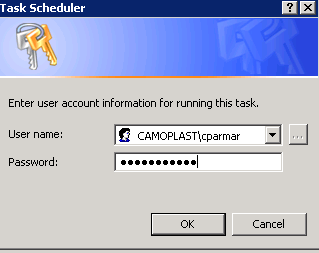 Task Scheduler
Enter user account information for running this task.
User name: CAMOPLAST\cparmar ...
Password: ●●●●●●●●●●●
OK Cancel